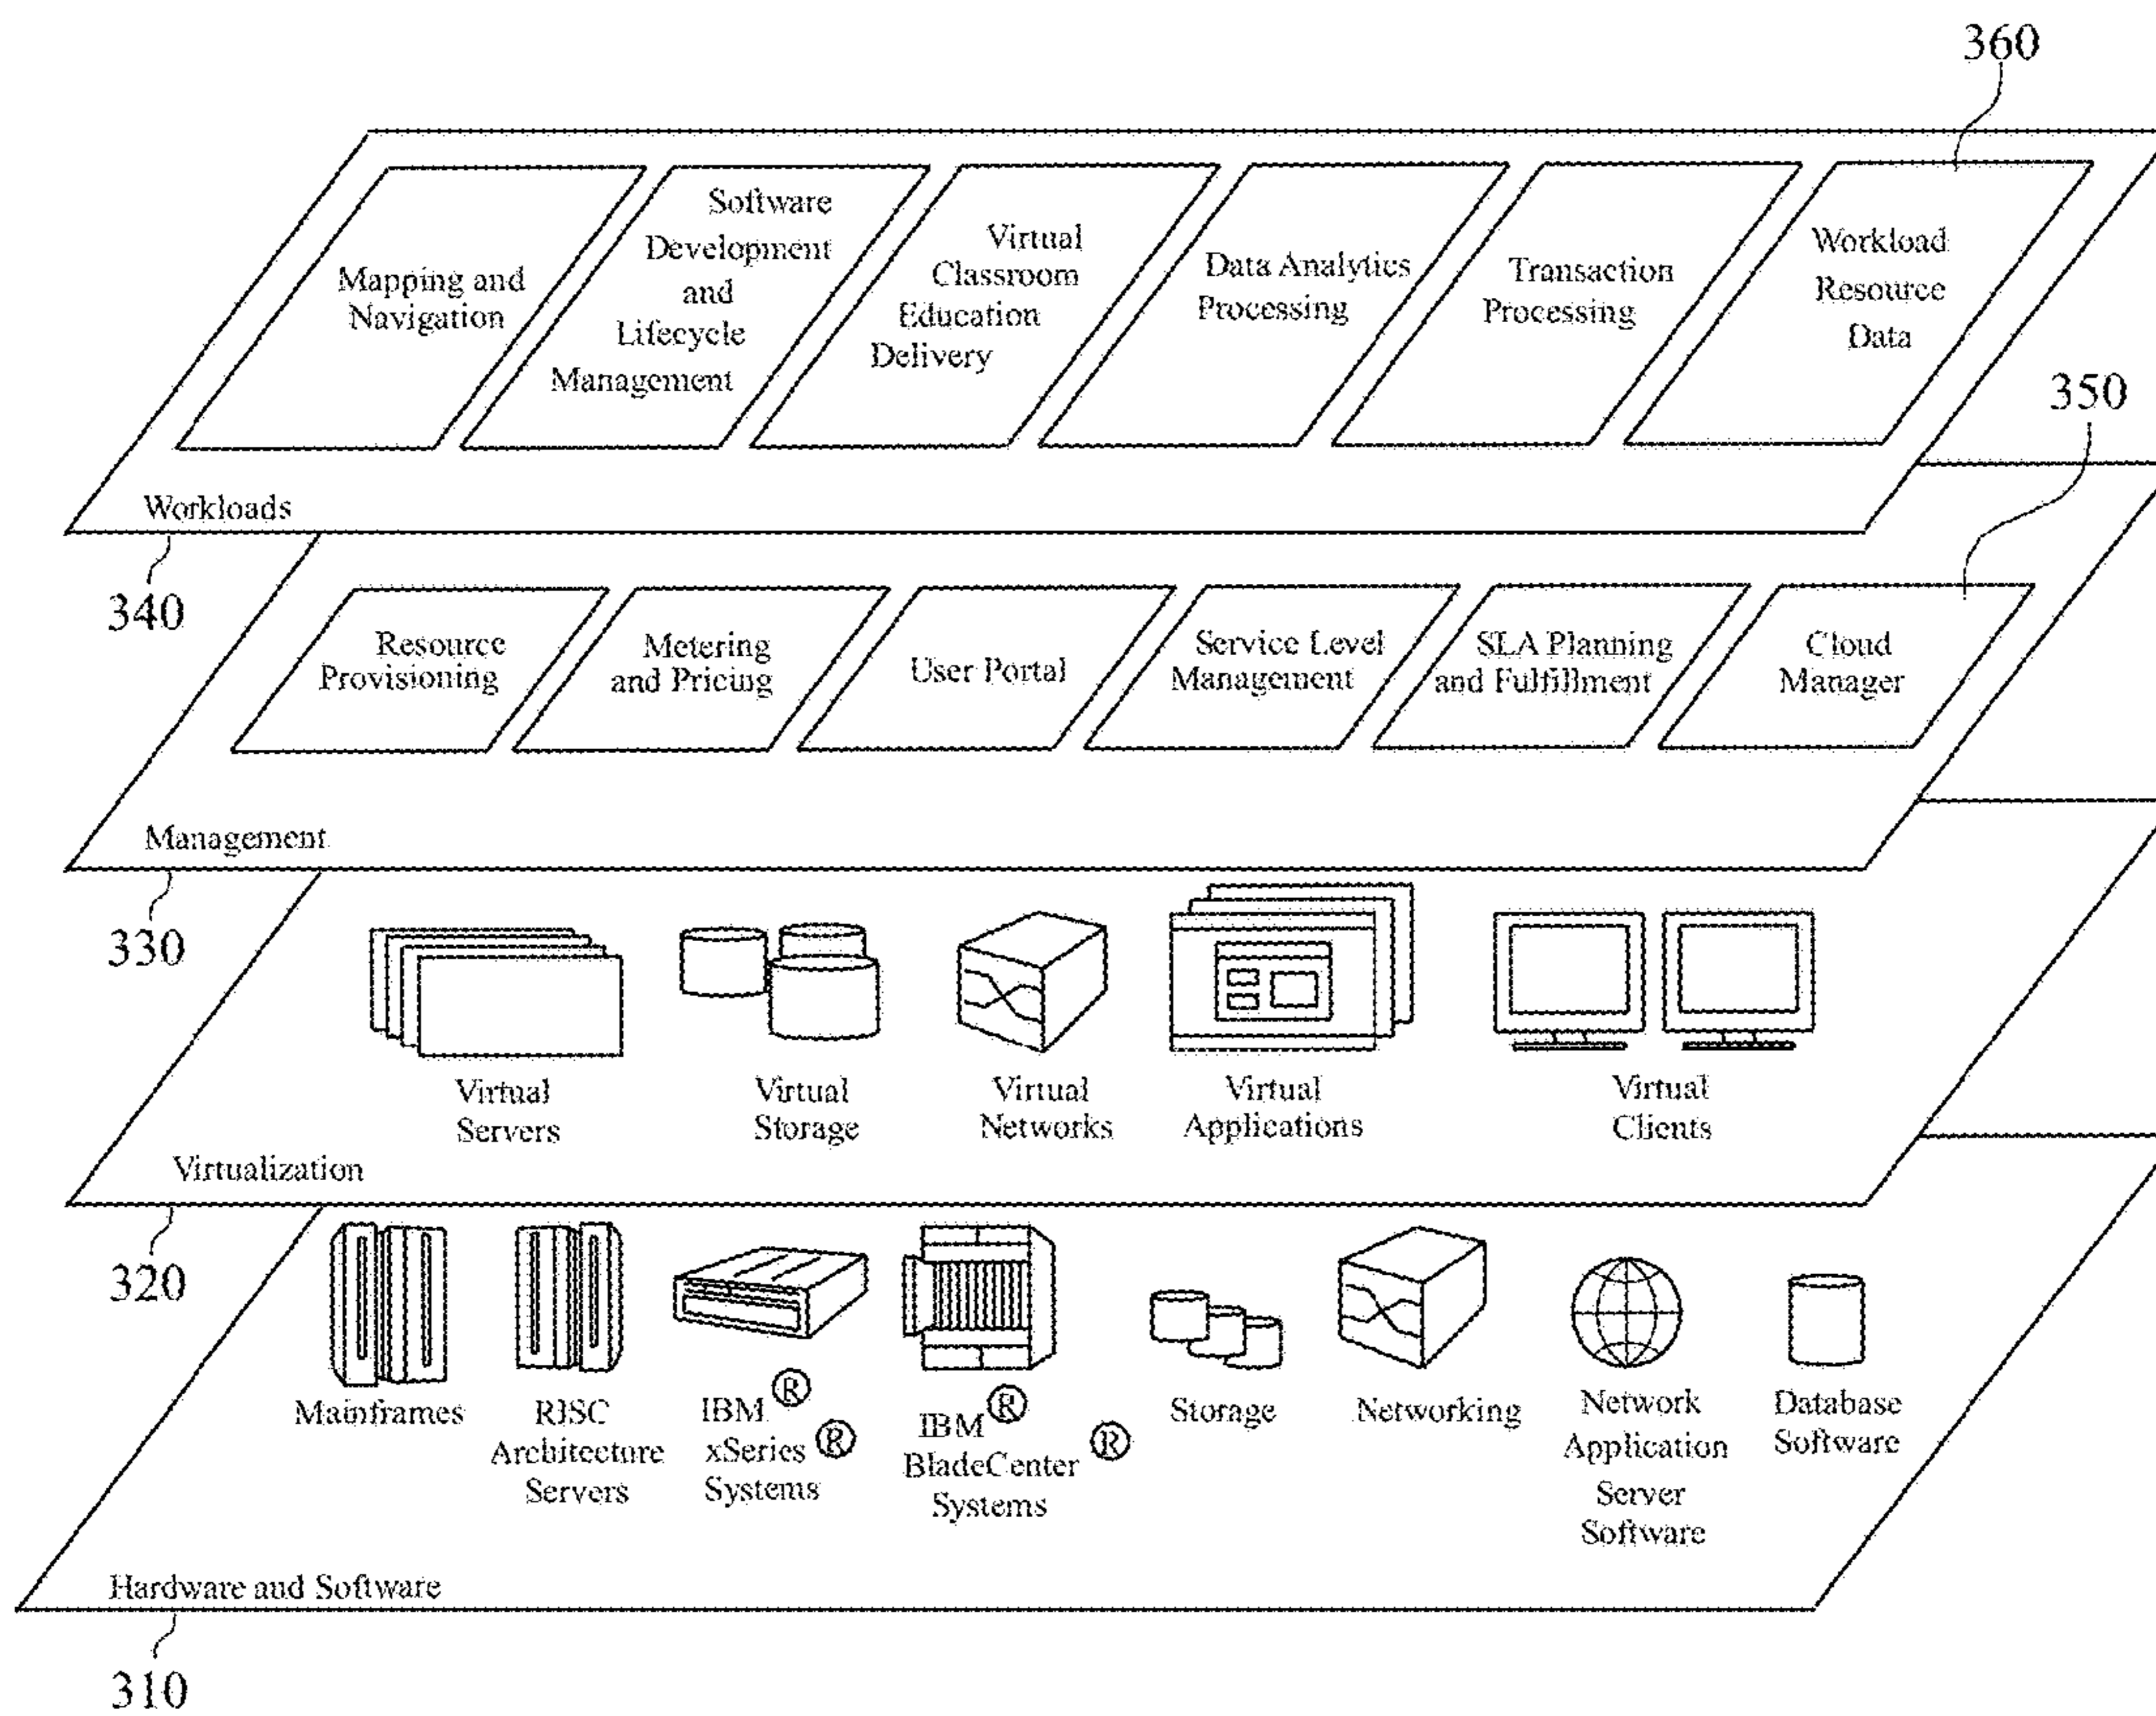 360
Mapping and
Navigation
Software
Development
and
Lifecycle
Management
Virtual
Classroom
Education
Delivery
Data Analytics
Processing
Transaction
Processing
Workload
Resource
Data
Workloads
340
350
Resource
Provisioning
Metering
and Pricing
User Portal
Service Level
Management
SLA Planning
and Fulfillment
Cloud
Manager
Management
330
Virtual
Servers
Virtual
Storage
Virtual
Networks
Virtual
Applications
Virtual
Clients
Virtualization
320
Mainframes
RISC
Architecture
Servers
IBM ®
xSeries ®
Systems
IBM ®
BladeCenter ®
Systems
Storage
Networking
Network
Application
Server
Software
Database
Software
Hardware and Software
310